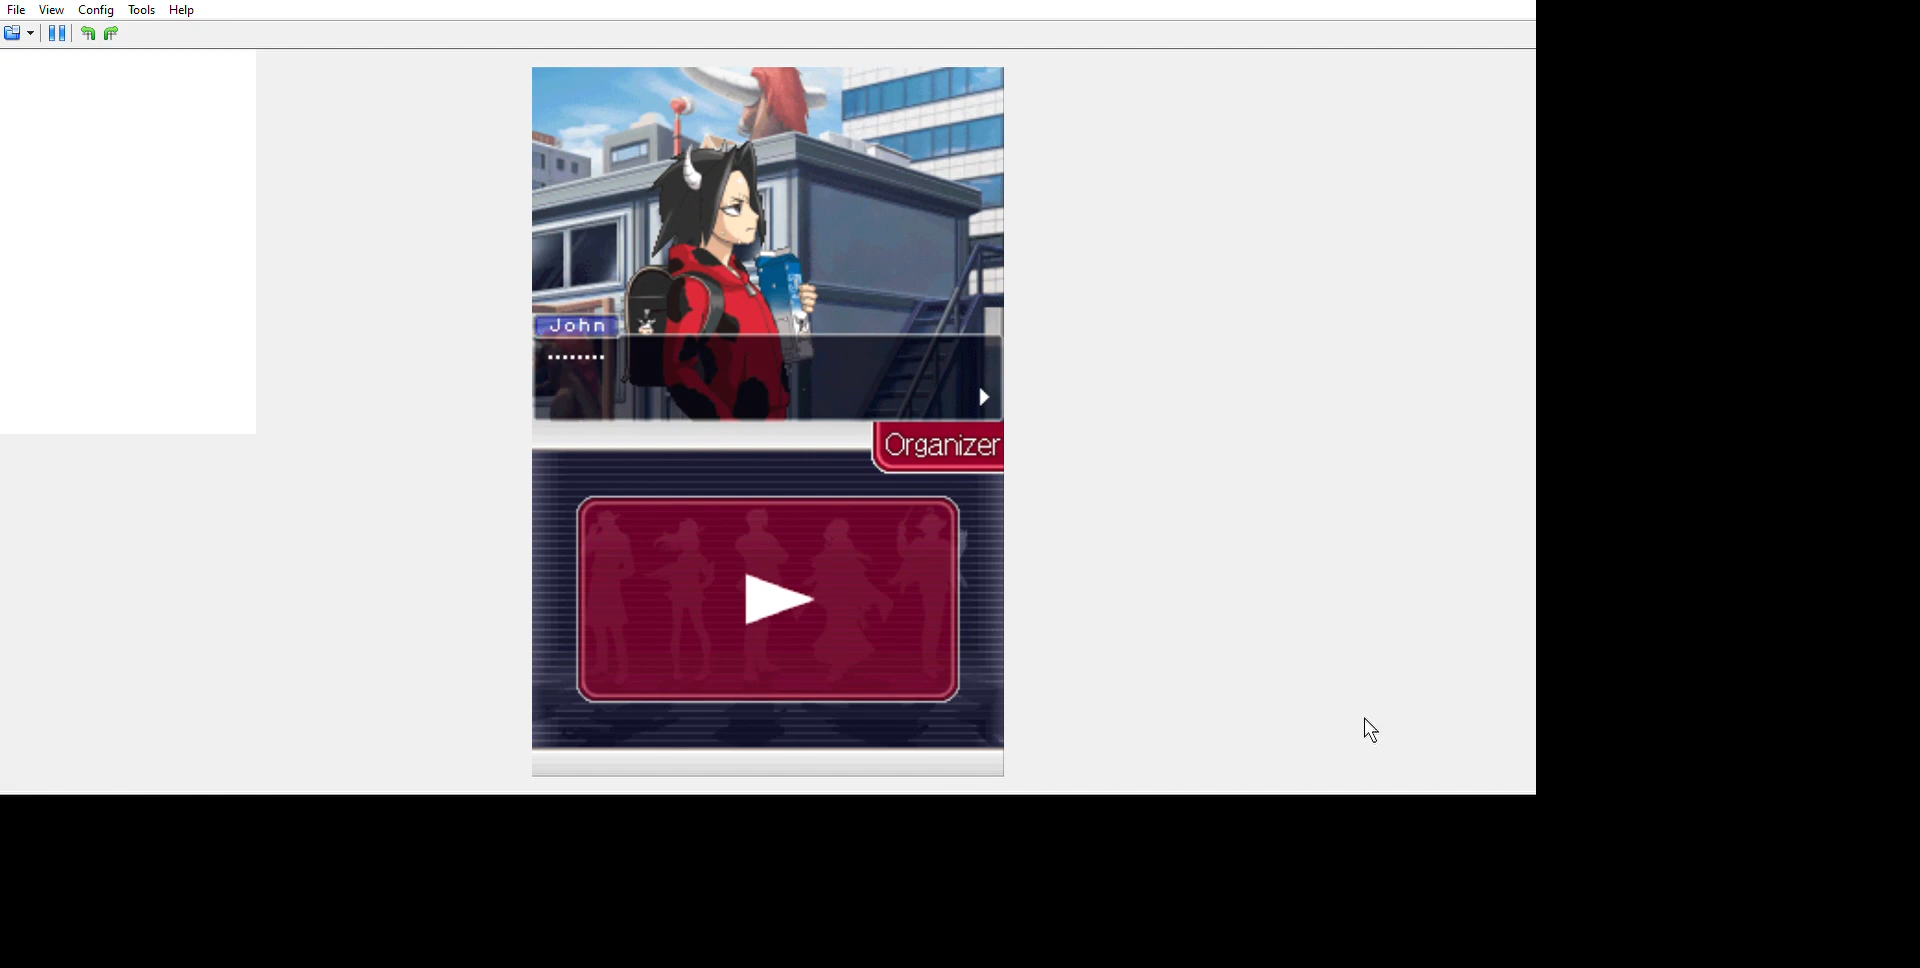 File View Config Tools Help
John
........
Organizer